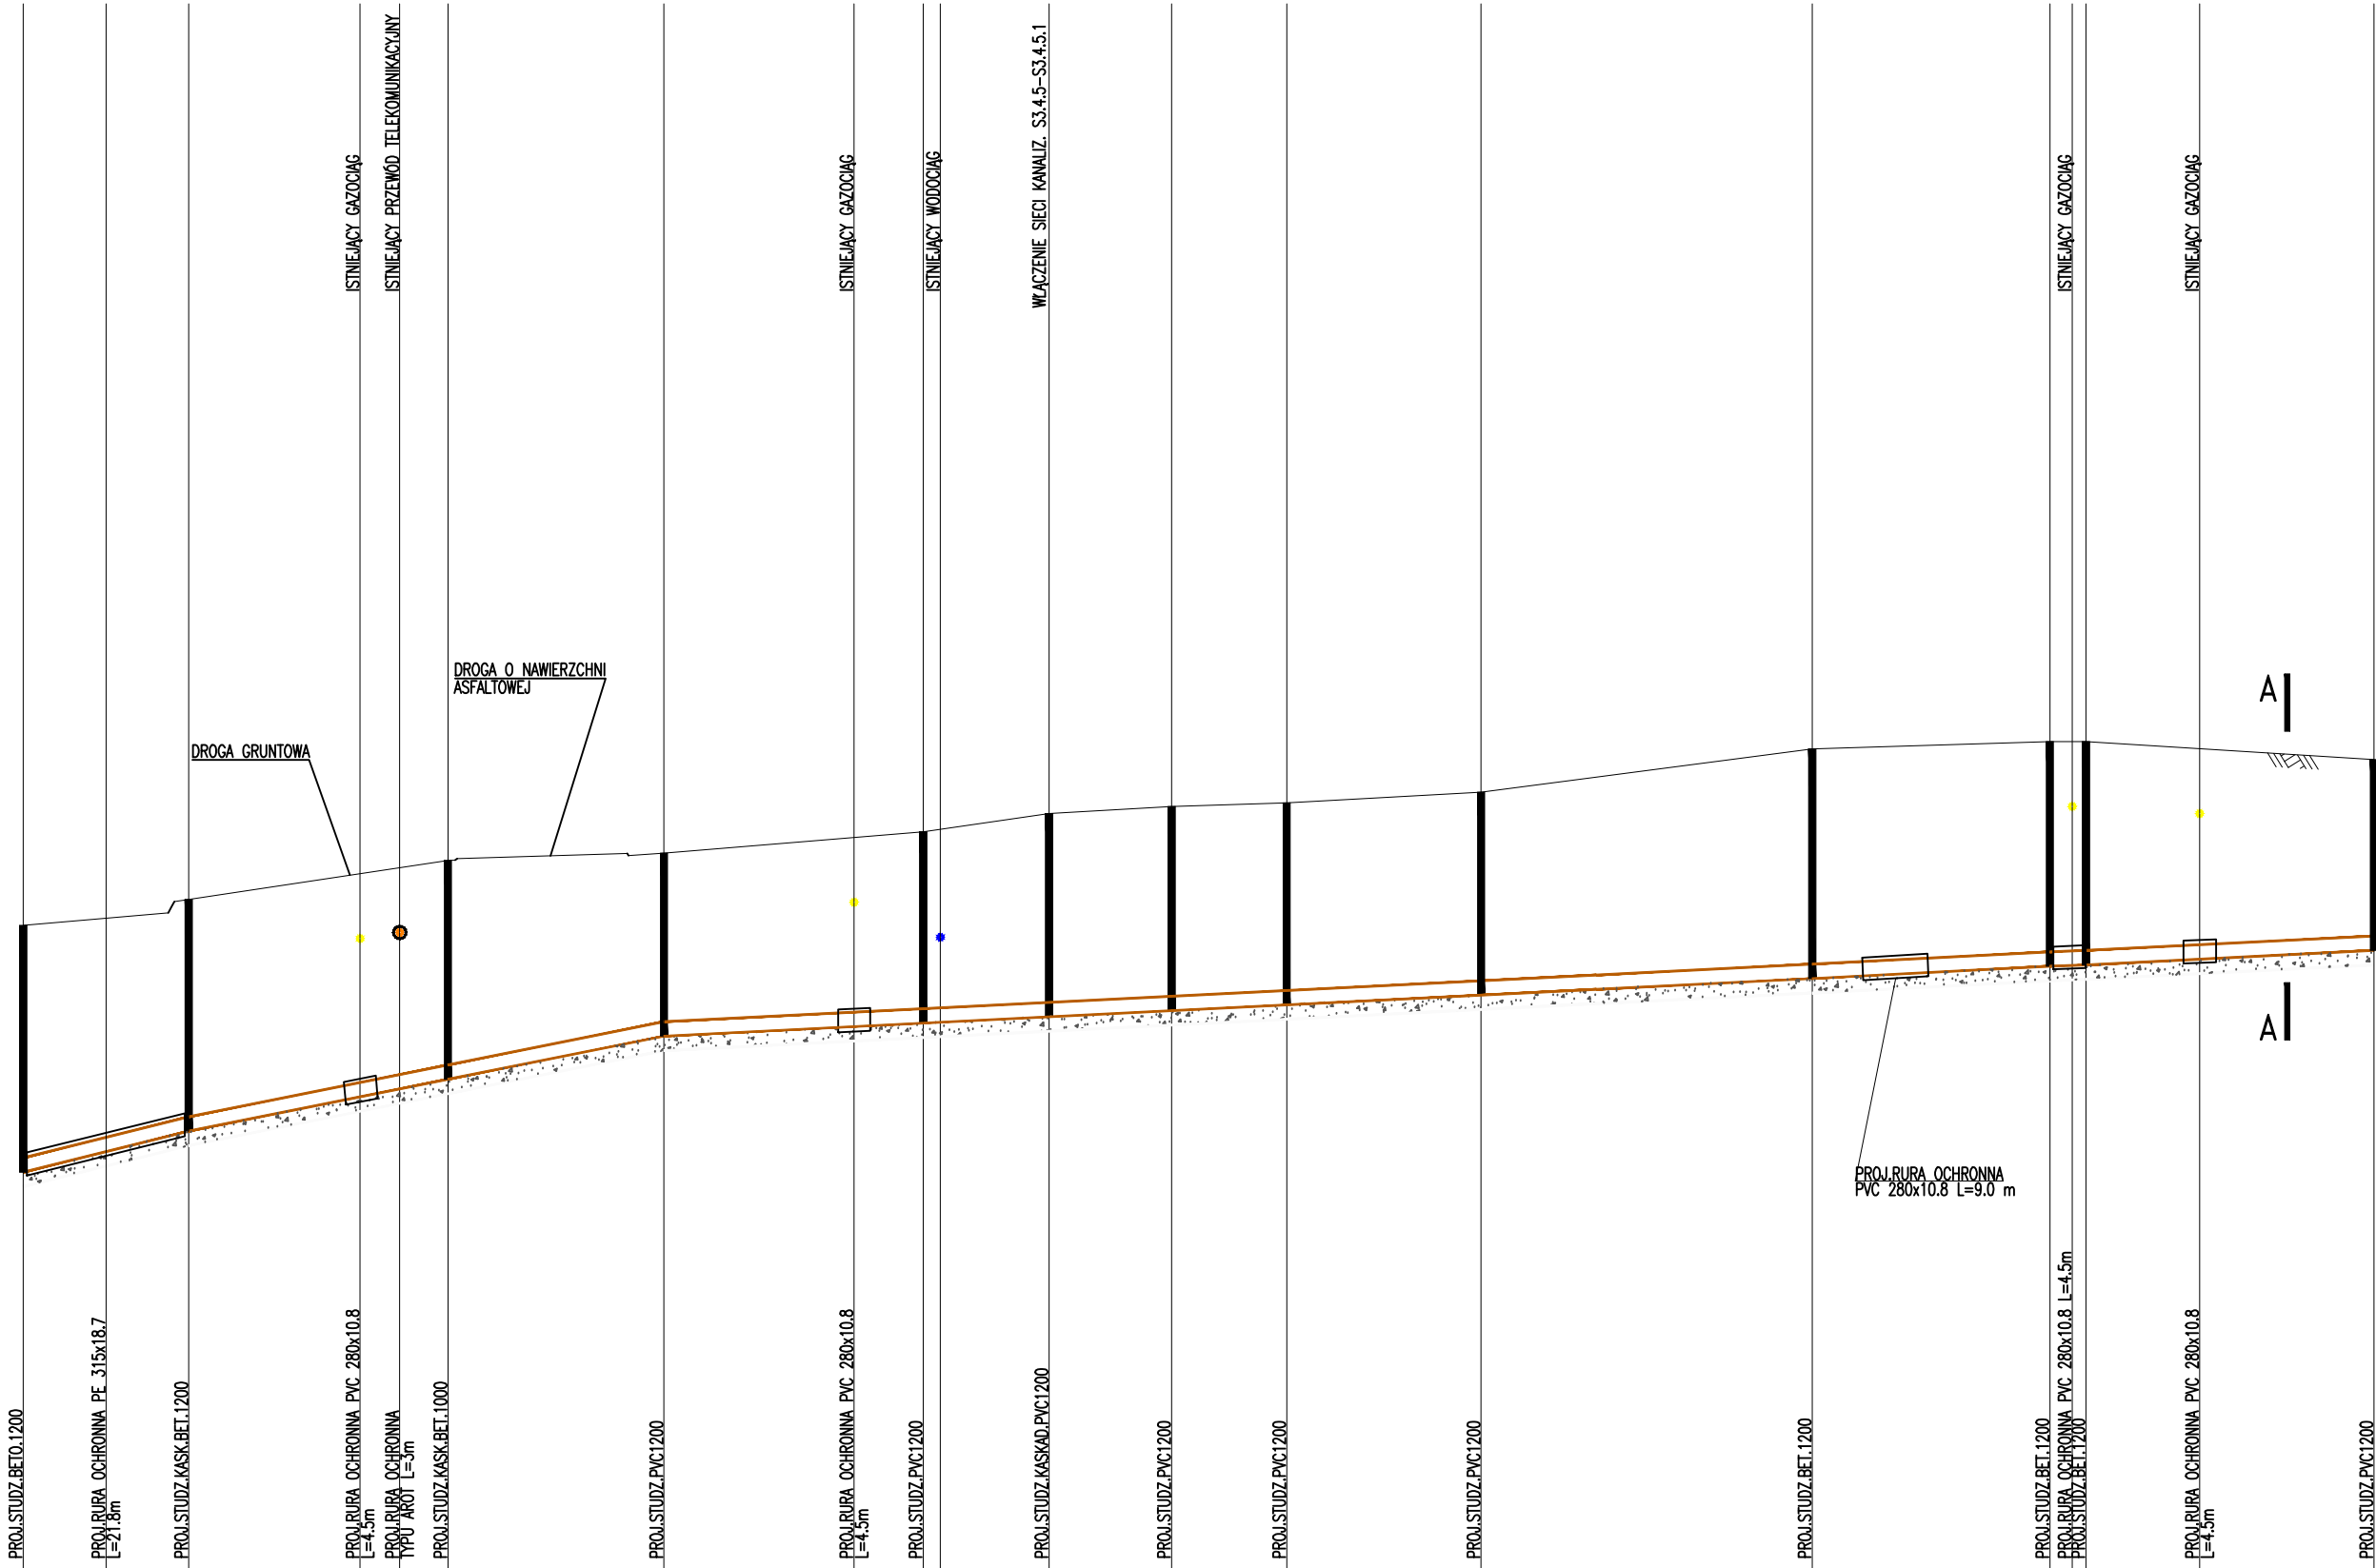 ISTNIEJĄCY GAZOCIĄG
ISTNIEJĄCY PRZEWÓD TELEKOMUNIKACYJNY
ISTNIEJĄCY GAZOCIĄG
ISTNIEJĄCY WODOCIĄG
WŁĄCZENIE SIECI KANALIZ. S3.4.5-S3.4.5.1
ISTNIEJĄCY GAZOCIĄG
ISTNIEJĄCY GAZOCIĄG
DROGA O NAWIERZCHNI
ASFALTOWEJ
DROGA GRUNTOWA
A
A
PROJ.RURA OCHRONNA
PVC 280x10.8 L=9.0 m
PROJ.STUDZ.BETO.1200
PROJ.RURA OCHRONNA PE 315x18.7
L=21.8m
PROJ.STUDZ.KASK.BET.1200
PROJ.RURA OCHRONNA PVC 280x10.8
L=4.5m
PROJ.RURA OCHRONNA
TYPU AROT L=3m
PROJ.STUDZ.KASK.BET.1000
PROJ.STUDZ.PVC1200
PROJ.RURA OCHRONNA PVC 280x10.8
L=4.5m
PROJ.STUDZ.PVC1200
PROJ.STUDZ.KASKAD.PVC1200
PROJ.STUDZ.PVC1200
PROJ.STUDZ.PVC1200
PROJ.STUDZ.PVC1200
PROJ.STUDZ.BET.1200
PROJ.STUDZ.BET.1200
PROJ.RURA OCHRONNA PVC 280x10.8 L=4.5m
PROJ.STUDZ.BET.1200
PROJ.RURA OCHRONNA PVC 280x10.8
L=4.5m
PROJ.STUDZ.PVC1200